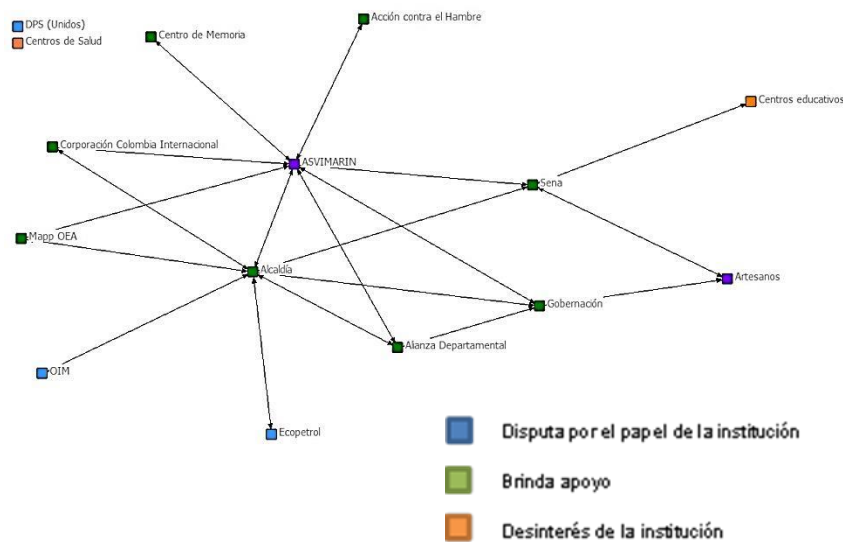 Acción contra el Hambre
DPS (Unidos)
Centro de Memoria
Centros de Salud
Centros educativos
Corporación Colombia Internacional
ASVIMARIN
Sena
Mapp OEA
Alcaldía
Artesanos
Gobernación
Alanza Departamental
OIM
Ecopetrol
Disputa por el papel de la institución
Brinda apoyo
Desinterés de la institución